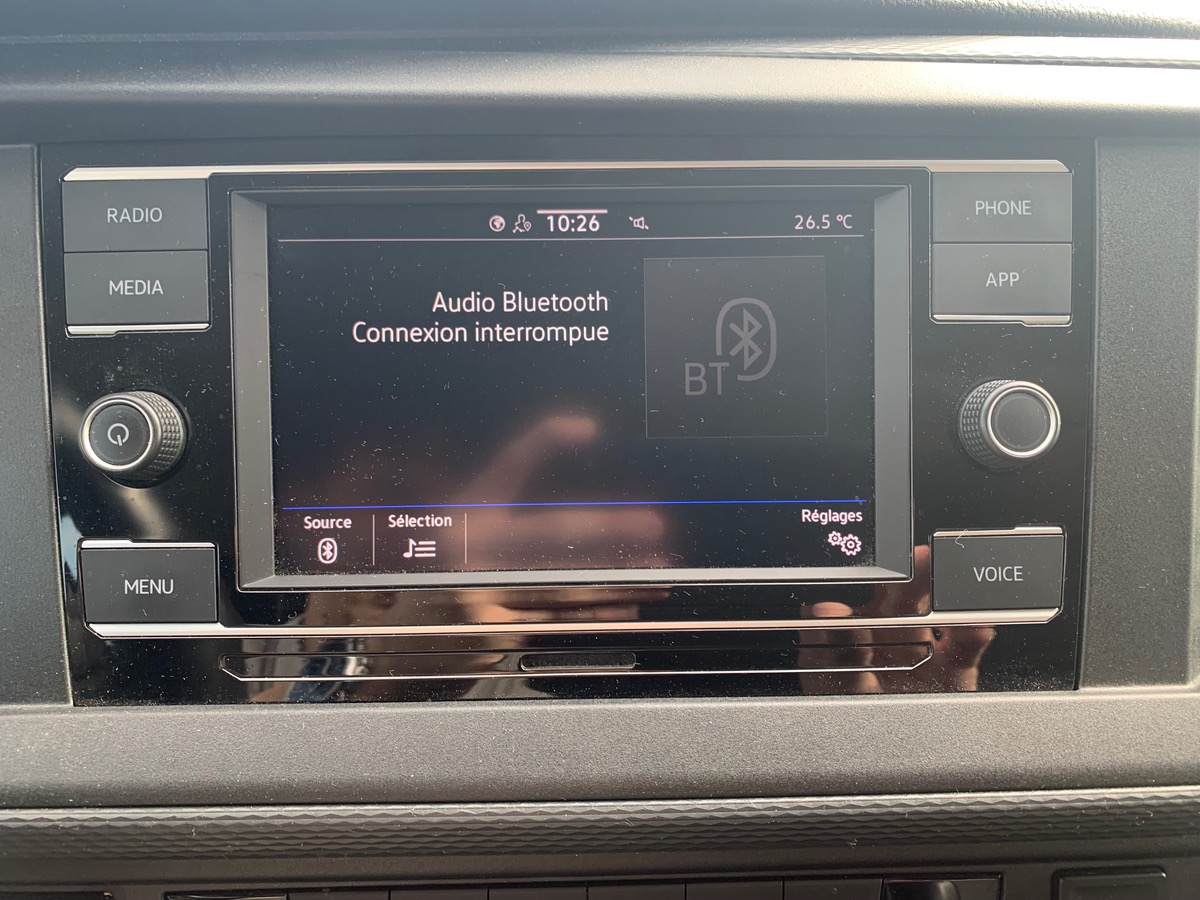 RADIO
MEDIA
MENU
10:26
26.5 °C
Audio Bluetooth
Connexion interrompue
BT
Source
Sélection
Réglages
PHONE
APP
VOICE